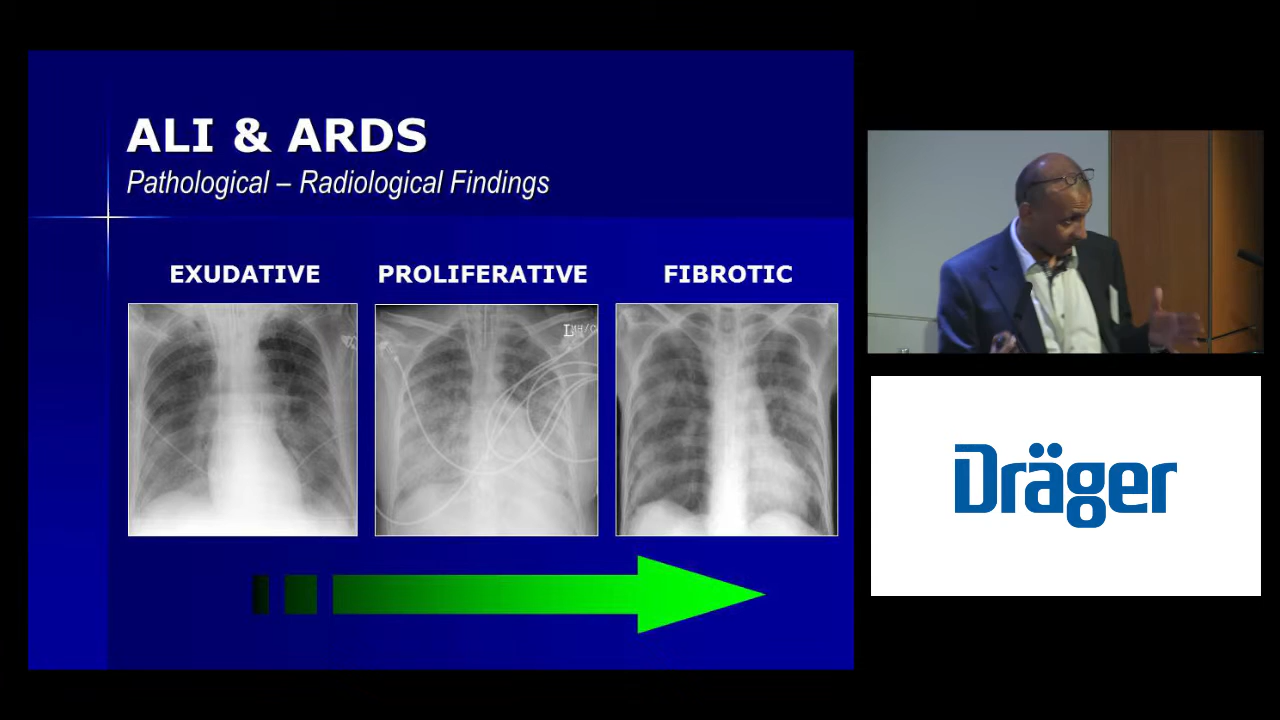 ALI & ARDS
Pathological – Radiological Findings
EXUDATIVE
PROLIFERATIVE
FIBROTIC
Dräger